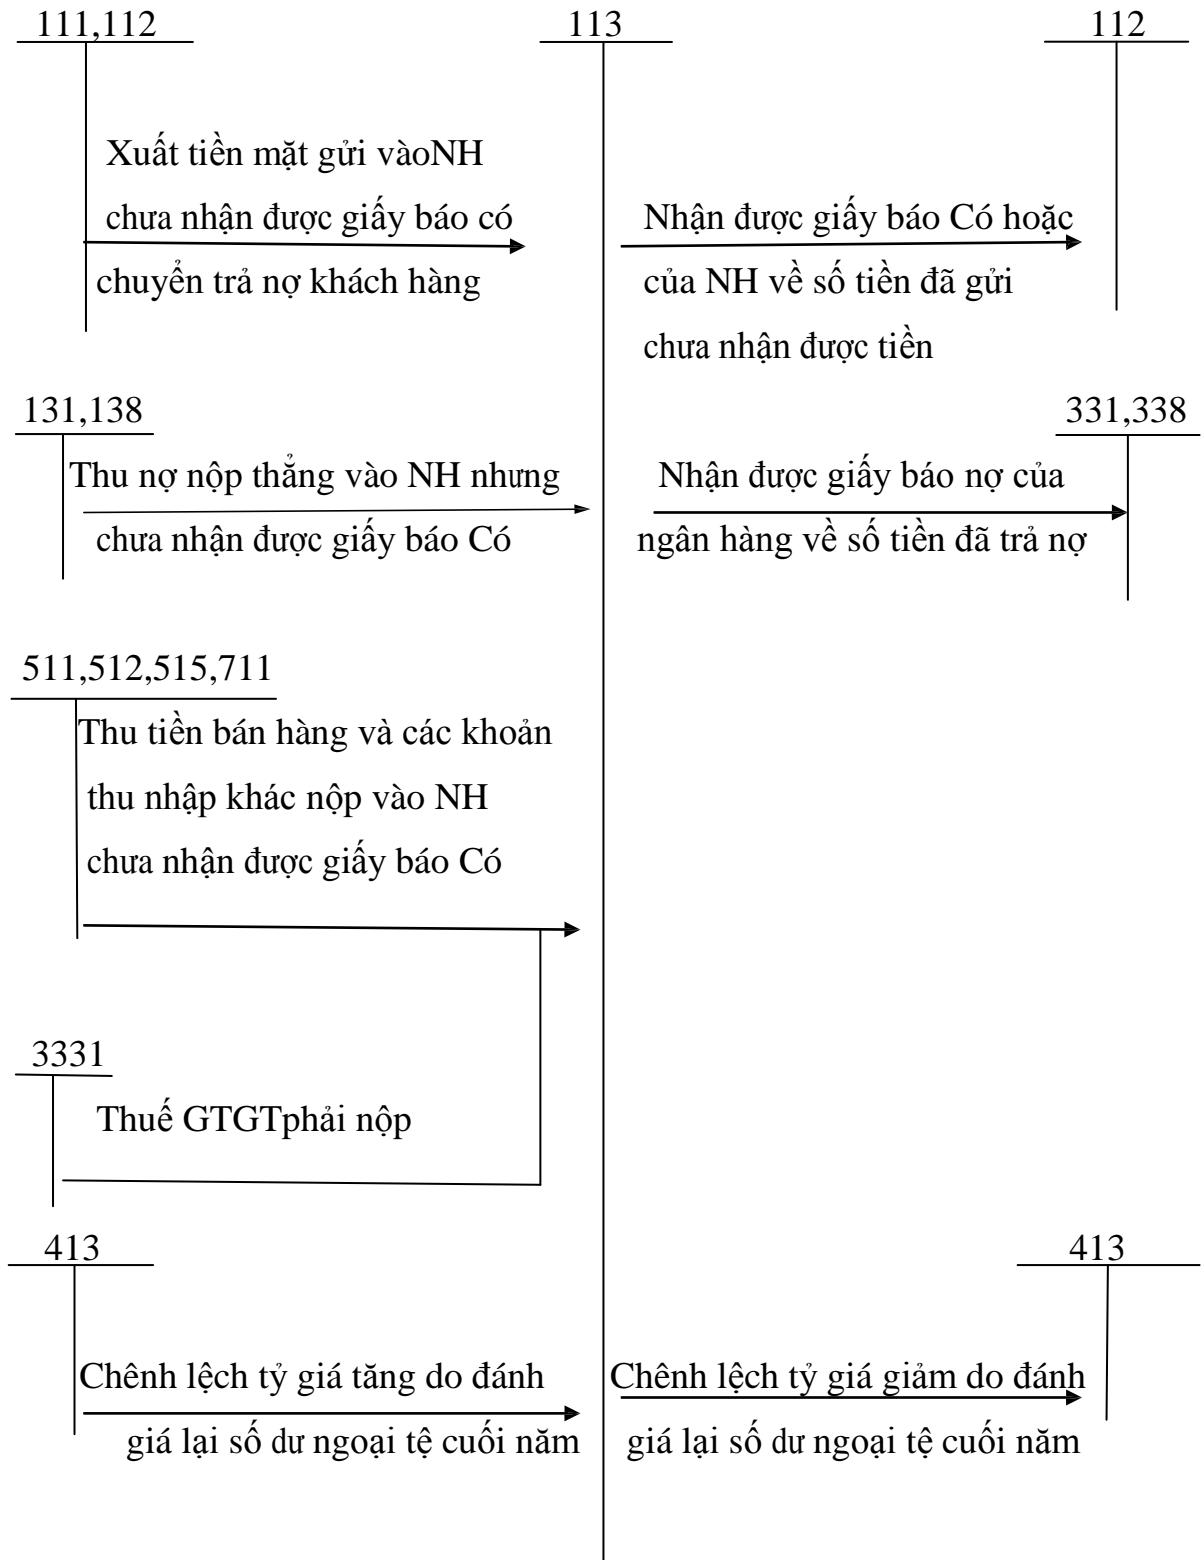 111,112
113
112
Xuất tiền mặt gửi vàoNH
chưa nhận được giấy báo có
chuyển trả nợ khách hàng
Nhận được giấy báo Có hoặc
của NH về số tiền đã gửi
chưa nhận được tiền
131,138
331,338
Thu nợ nộp thẳng vào NH nhưng
chưa nhận được giấy báo Có
Nhận được giấy báo nợ của
ngân hàng về số tiền đã trả nợ
511,512,515,711
Thu tiền bán hàng và các khoản
thu nhập khác nộp vào NH
chưa nhận được giấy báo Có
3331
Thuế GTGTphải nộp
413
413
Chênh lệch tỷ giá tăng do đánh
giá lại số dư ngoại tệ cuối năm
Chênh lệch tỷ giá giảm do đánh
giá lại số dư ngoại tệ cuối năm